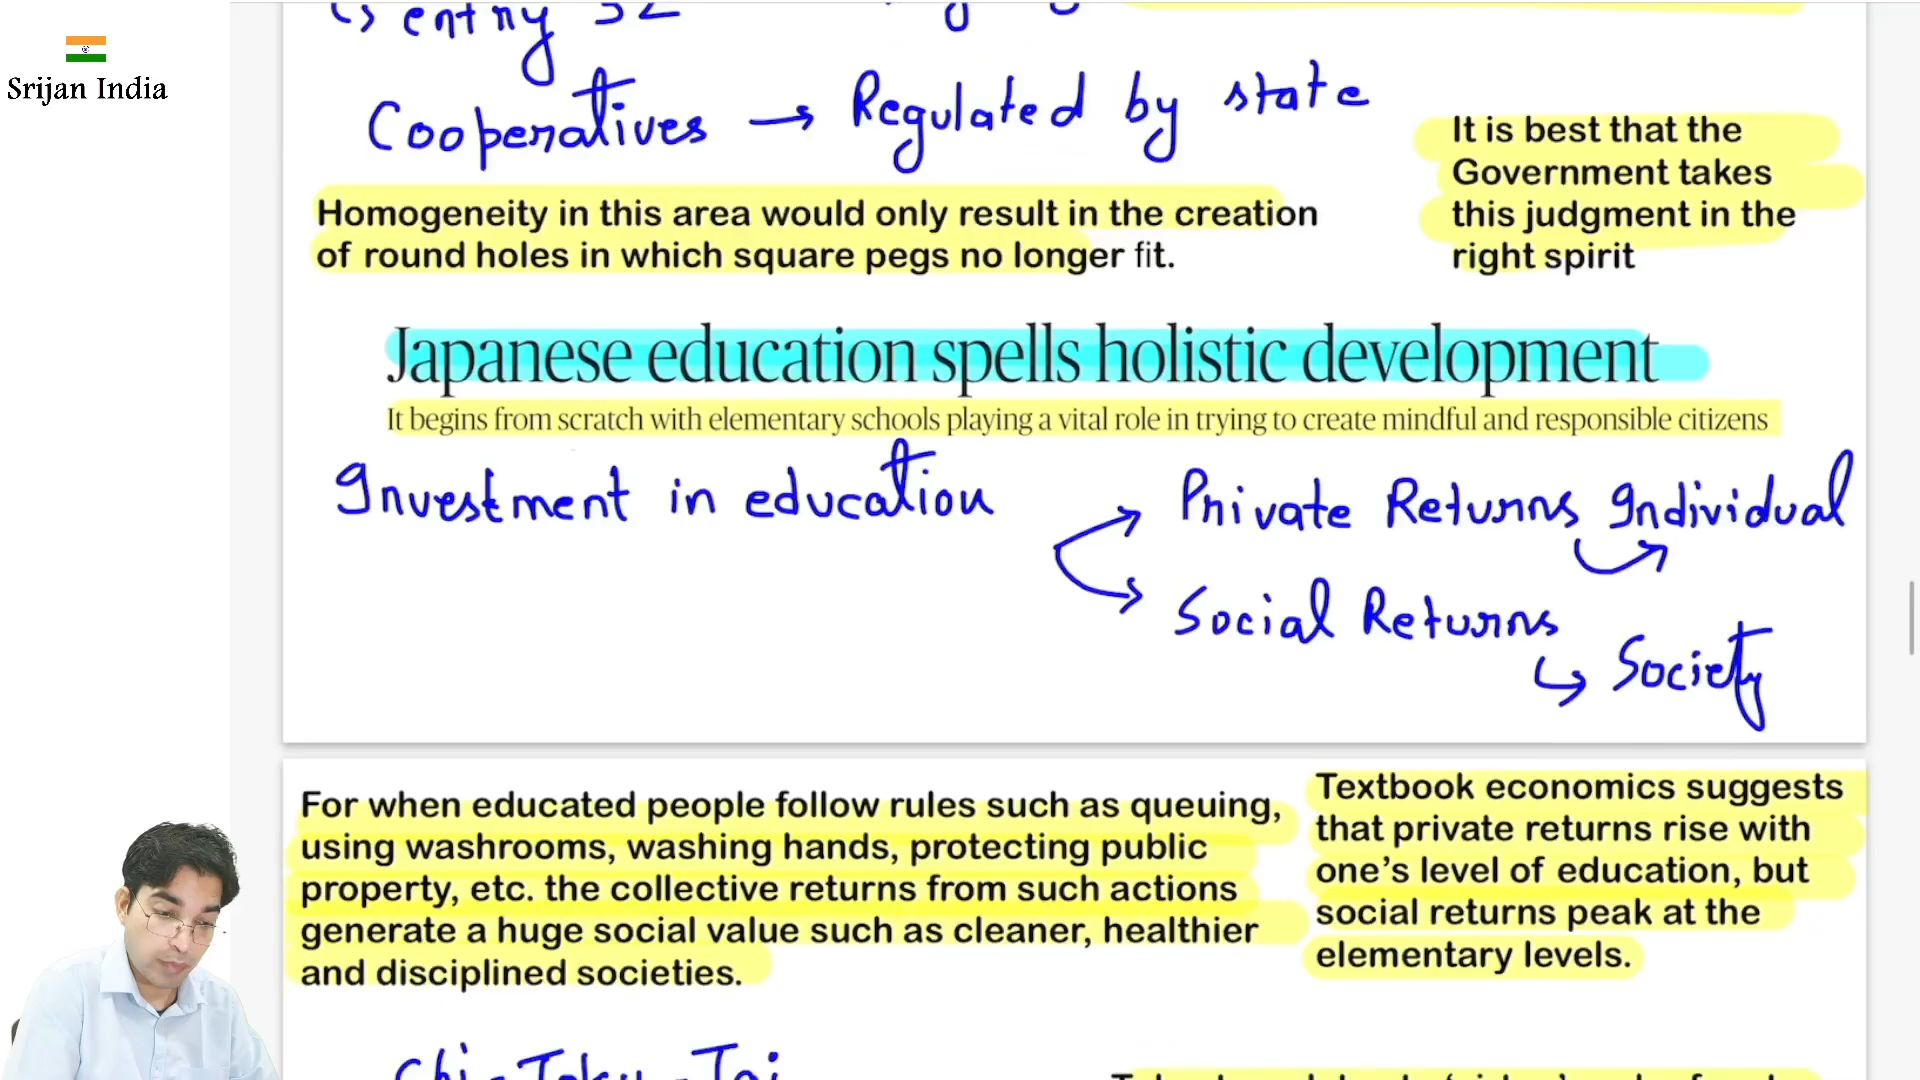 Srijan India
↳ entry 32
Cooperatives → Regulated by state
It is best that the
Government takes
this judgment in the
right spirit
Homogeneity in this area would only result in the creation
of round holes in which square pegs no longer fit.
Japanese education spells holistic development
It begins from scratch with elementary schools playing a vital role in trying to create mindful and responsible citizens
Investment in education
Private Returns Individual
Social Returns
↳ Society
For when educated people follow rules such as queuing,
using washrooms, washing hands, protecting public
property, etc. the collective returns from such actions
generate a huge social value such as cleaner, healthier
and disciplined societies.
Textbook economics suggests
that private returns rise with
one’s level of education, but
social returns peak at the
elementary levels.
Chi-Toku-Tai